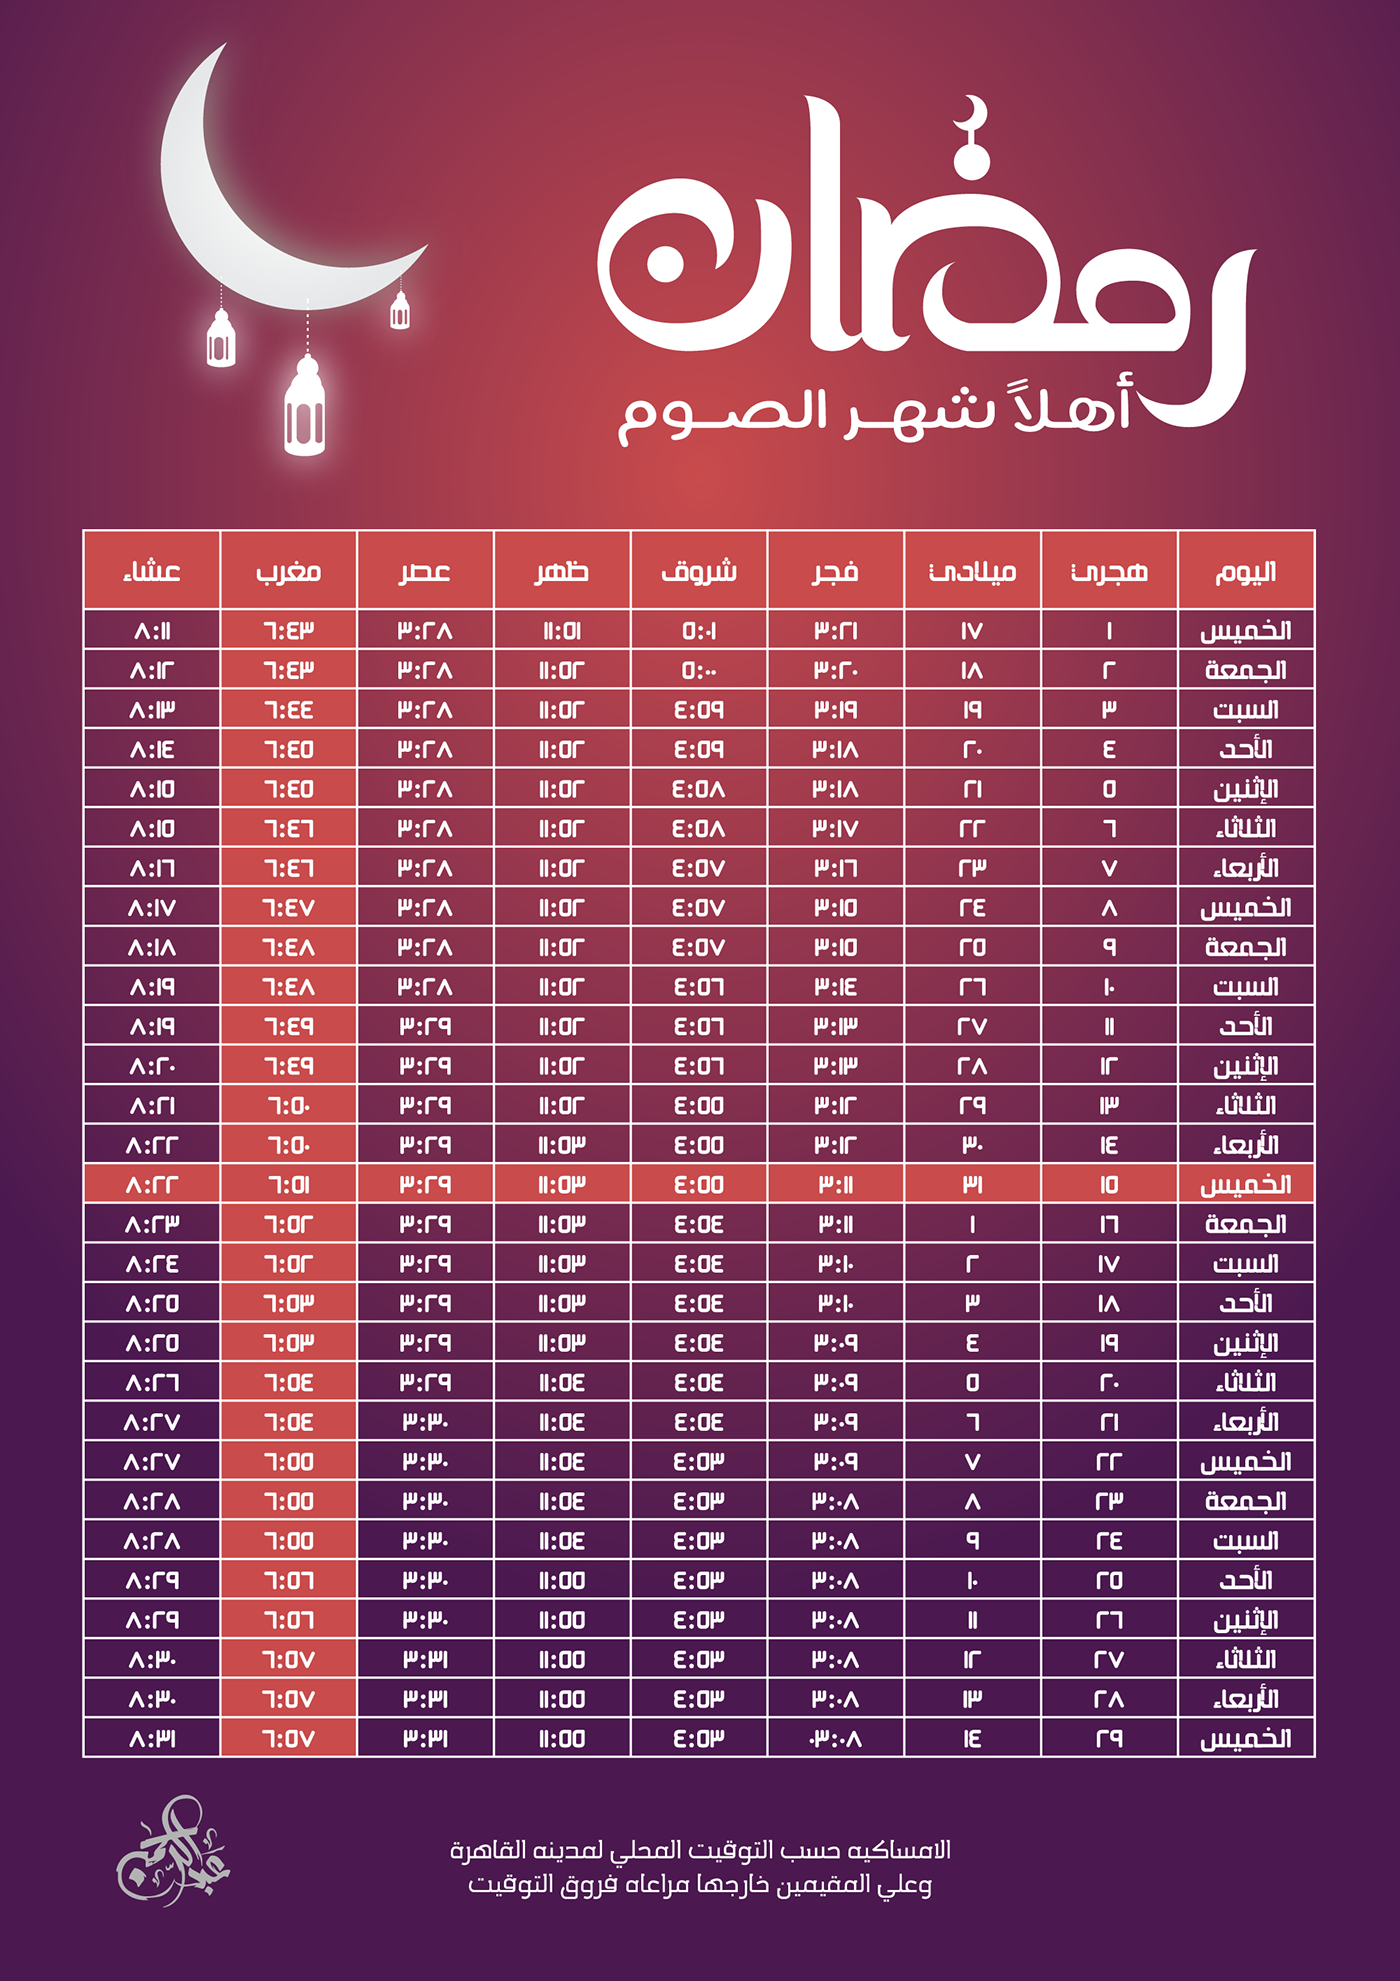 رمضان
أهلاً شهر الصوم
اليوم هجري ميلادي فجر شروق ظهر عصر مغرب عشاء
الخميس ١ ١٧ ٣:٢١ ٥:٠١ ١١:٥١ ٣:٢٨ ٦:٤٣ ٨:١١
الجمعة ٢ ١٨ ٣:٢٠ ٥:٠٠ ١١:٥٢ ٣:٢٨ ٦:٤٣ ٨:١٢
السبت ٣ ١٩ ٣:١٩ ٤:٥٩ ١١:٥٢ ٣:٢٨ ٦:٤٤ ٨:١٣
الأحد ٤ ٢٠ ٣:١٨ ٤:٥٩ ١١:٥٢ ٣:٢٨ ٦:٤٥ ٨:١٤
الإثنين ٥ ٢١ ٣:١٨ ٤:٥٨ ١١:٥٢ ٣:٢٨ ٦:٤٥ ٨:١٥
الثلاثاء ٦ ٢٢ ٣:١٧ ٤:٥٨ ١١:٥٢ ٣:٢٨ ٦:٤٦ ٨:١٥
الأربعاء ٧ ٢٣ ٣:١٦ ٤:٥٧ ١١:٥٢ ٣:٢٨ ٦:٤٦ ٨:١٦
الخميس ٨ ٢٤ ٣:١٥ ٤:٥٧ ١١:٥٢ ٣:٢٨ ٦:٤٧ ٨:١٧
الجمعة ٩ ٢٥ ٣:١٥ ٤:٥٧ ١١:٥٢ ٣:٢٨ ٦:٤٨ ٨:١٨
السبت ١٠ ٢٦ ٣:١٤ ٤:٥٦ ١١:٥٢ ٣:٢٨ ٦:٤٨ ٨:١٩
الأحد ١١ ٢٧ ٣:١٣ ٤:٥٦ ١١:٥٢ ٣:٢٩ ٦:٤٩ ٨:١٩
الإثنين ١٢ ٢٨ ٣:١٣ ٤:٥٦ ١١:٥٢ ٣:٢٩ ٦:٤٩ ٨:٢٠
الثلاثاء ١٣ ٢٩ ٣:١٢ ٤:٥٥ ١١:٥٢ ٣:٢٩ ٦:٥٠ ٨:٢١
الأربعاء ١٤ ٣٠ ٣:١٢ ٤:٥٥ ١١:٥٣ ٣:٢٩ ٦:٥٠ ٨:٢٢
الخميس ١٥ ٣١ ٣:١١ ٤:٥٥ ١١:٥٣ ٣:٢٩ ٦:٥١ ٨:٢٢
الجمعة ١٦ ١ ٣:١١ ٤:٥٤ ١١:٥٣ ٣:٢٩ ٦:٥٢ ٨:٢٣
السبت ١٧ ٢ ٣:١٠ ٤:٥٤ ١١:٥٣ ٣:٢٩ ٦:٥٢ ٨:٢٤
الأحد ١٨ ٣ ٣:١٠ ٤:٥٤ ١١:٥٣ ٣:٢٩ ٦:٥٣ ٨:٢٥
الإثنين ١٩ ٤ ٣:٠٩ ٤:٥٤ ١١:٥٣ ٣:٢٩ ٦:٥٣ ٨:٢٥
الثلاثاء ٢٠ ٥ ٣:٠٩ ٤:٥٤ ١١:٥٤ ٣:٢٩ ٦:٥٤ ٨:٢٦
الأربعاء ٢١ ٦ ٣:٠٩ ٤:٥٤ ١١:٥٤ ٣:٣٠ ٦:٥٤ ٨:٢٧
الخميس ٢٢ ٧ ٣:٠٩ ٤:٥٣ ١١:٥٤ ٣:٣٠ ٦:٥٥ ٨:٢٧
الجمعة ٢٣ ٨ ٣:٠٨ ٤:٥٣ ١١:٥٤ ٣:٣٠ ٦:٥٥ ٨:٢٨
السبت ٢٤ ٩ ٣:٠٨ ٤:٥٣ ١١:٥٤ ٣:٣٠ ٦:٥٥ ٨:٢٨
الأحد ٢٥ ١٠ ٣:٠٨ ٤:٥٣ ١١:٥٥ ٣:٣٠ ٦:٥٦ ٨:٢٩
الإثنين ٢٦ ١١ ٣:٠٨ ٤:٥٣ ١١:٥٥ ٣:٣٠ ٦:٥٦ ٨:٢٩
الثلاثاء ٢٧ ١٢ ٣:٠٨ ٤:٥٣ ١١:٥٥ ٣:٣١ ٦:٥٧ ٨:٣٠
الأربعاء ٢٨ ١٣ ٣:٠٨ ٤:٥٣ ١١:٥٥ ٣:٣١ ٦:٥٧ ٨:٣٠
الخميس ٢٩ ١٤ ٠٣:٠٨ ٤:٥٣ ١١:٥٥ ٣:٣١ ٦:٥٧ ٨:٣١
الامساكيه حسب التوقيت المحلي لمدينه القاهرة
وعلي المقيمين خارجها مراعاه فروق التوقيت
عبدالرحمن